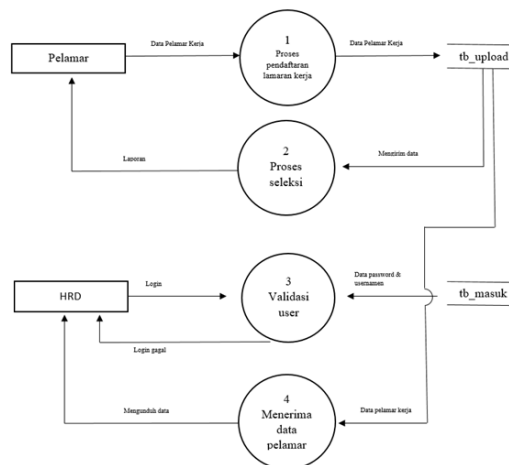 Pelamar
Data Pelamar Kerja
1
Proses
pendaftaran
lamaran kerja
Data Pelamar Kerja
tb_upload
Laporan
2
Proses
seleksi
Mengirim data
HRD
Login
3
Validasi
user
Data password &
usernamen
tb_masuk
Login gagal
Mengunduh data
4
Menerima
data
pelamar
Data pelamar kerja